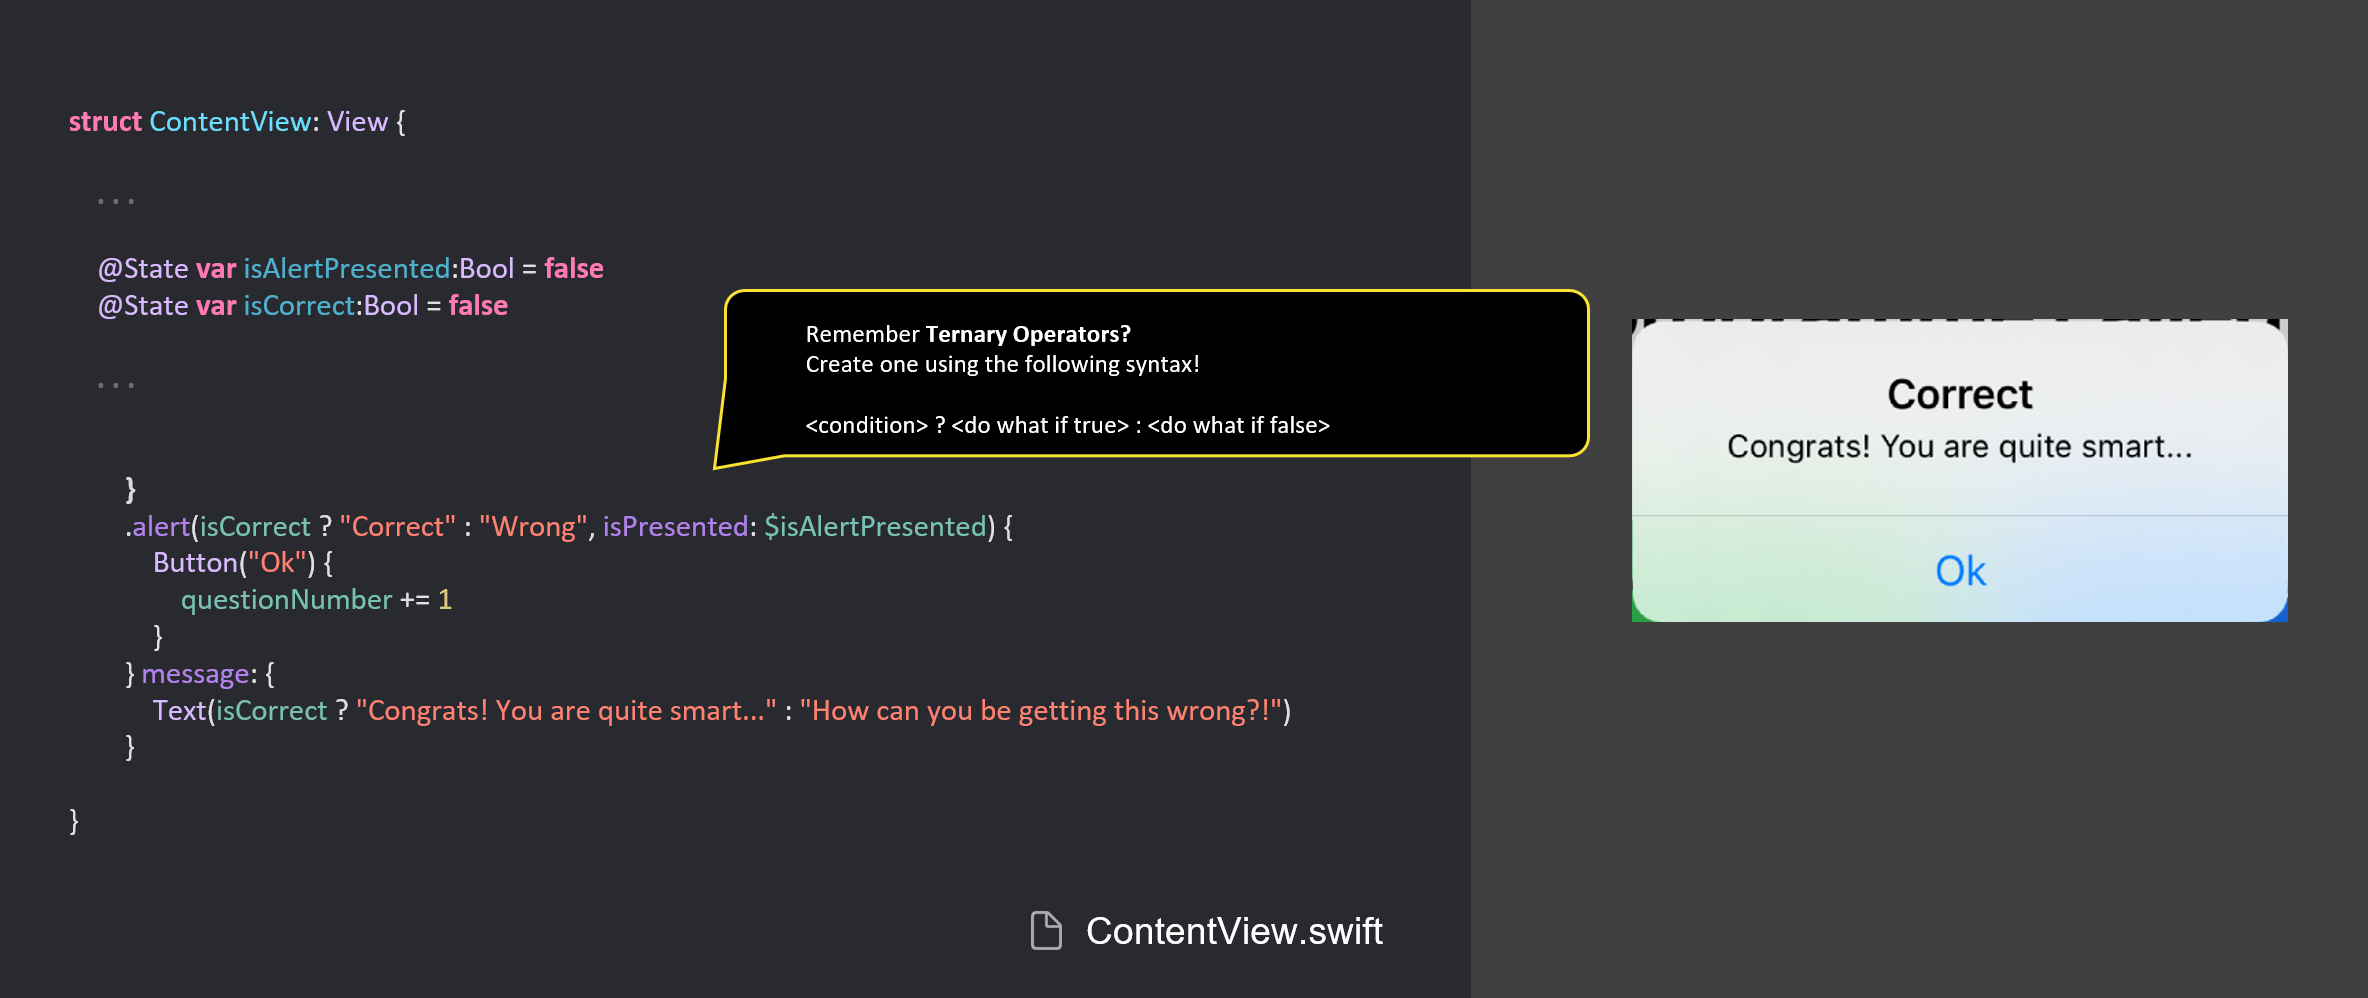 struct ContentView: View {
...
@State var isAlertPresented:Bool = false
@State var isCorrect:Bool = false
...
Remember Ternary Operators?
Create one using the following syntax!
<condition> ? <do what if true> : <do what if false>
}
.alert(isCorrect ? "Correct" : "Wrong", isPresented: $isAlertPresented) {
Button("Ok") {
questionNumber += 1
}
} message: {
Text(isCorrect ? "Congrats! You are quite smart..." : "How can you be getting this wrong?!")
}
}
ContentView.swift
Correct
Congrats! You are quite smart...
Ok